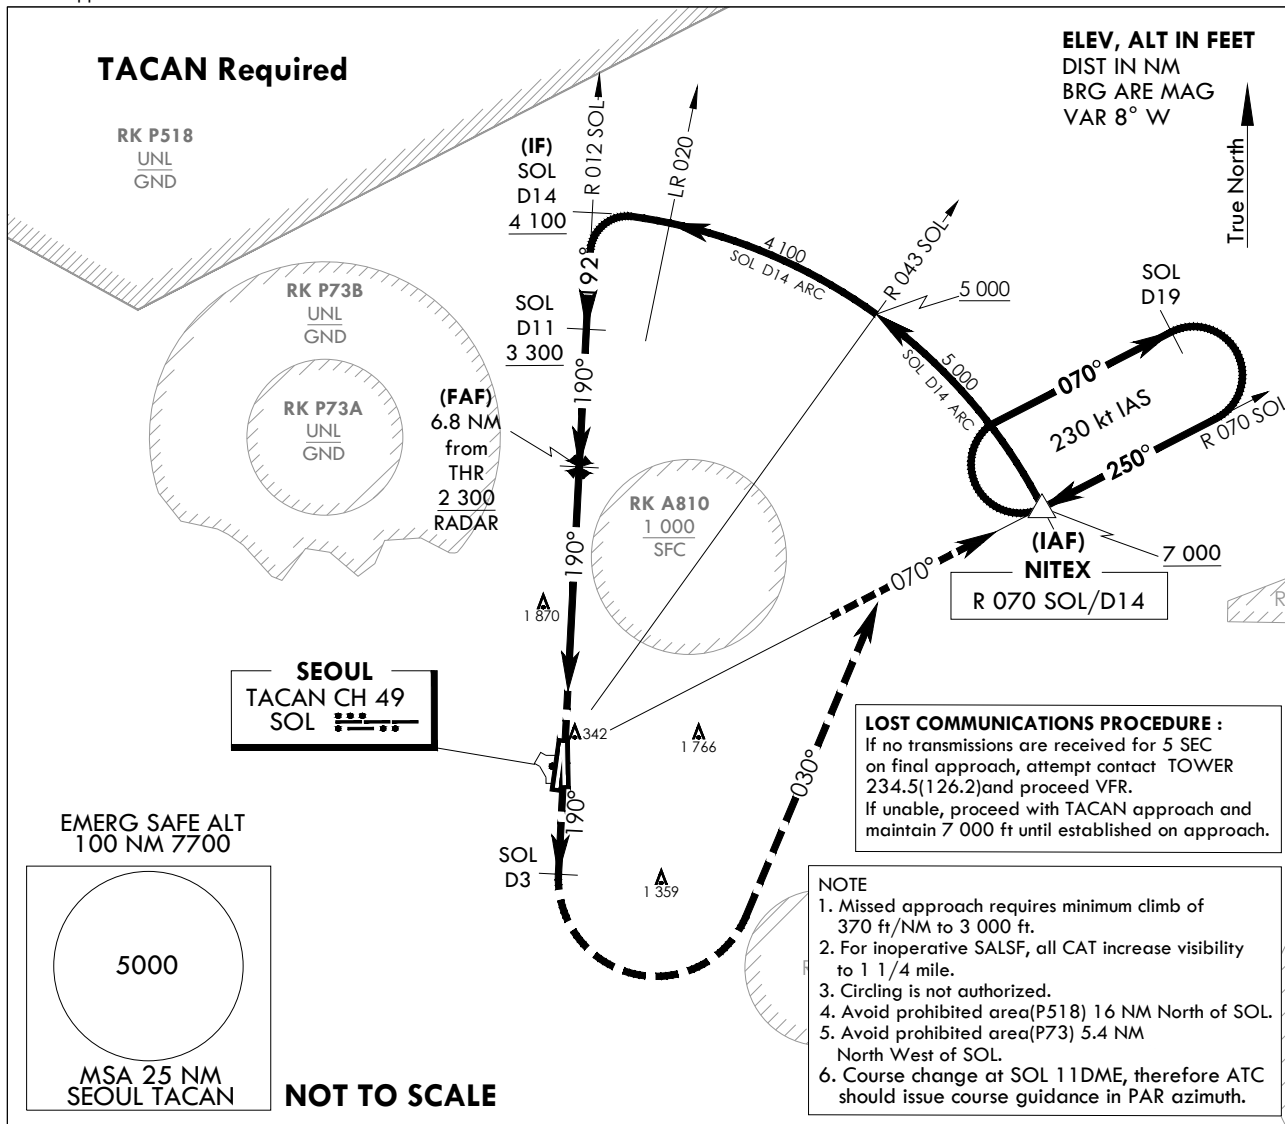 TACAN Required
ELEV, ALT IN FEET
DIST IN NM
BRG ARE MAG
VAR 8° W
True North
RK P518
UNL
GND
(IF)
SOL
D14
4 100
R 012 SOL
LR 020
4 100
SOL D14 ARC
R 043 SOL
5 000
5 000
SOL D14 ARC
SOL
D19
070°
230 kt IAS
250°
R 070 SOL
192°
SOL
D11
3 300
190°
RK P73B
UNL
GND
RK P73A
UNL
GND
(FAF)
6.8 NM
from
THR
2 300
RADAR
RK A810
1 000
SFC
190°
070°
(IAF)
NITEX
R 070 SOL/D14
7 000
1 870
SEOUL
TACAN CH 49
SOL
342
1 766
190°
030°
SOL
D3
1 359
LOST COMMUNICATIONS PROCEDURE :
If no transmissions are received for 5 SEC
on final approach, attempt contact TOWER
234.5(126.2)and proceed VFR.
If unable, proceed with TACAN approach and
maintain 7 000 ft until established on approach.
EMERG SAFE ALT
100 NM 7700
5000
MSA 25 NM
SEOUL TACAN
NOT TO SCALE
NOTE
1. Missed approach requires minimum climb of
370 ft/NM to 3 000 ft.
2. For inoperative SALSF, all CAT increase visibility
to 1 1/4 mile.
3. Circling is not authorized.
4. Avoid prohibited area(P518) 16 NM North of SOL.
5. Avoid prohibited area(P73) 5.4 NM
North West of SOL.
6. Course change at SOL 11DME, therefore ATC
should issue course guidance in PAR azimuth.